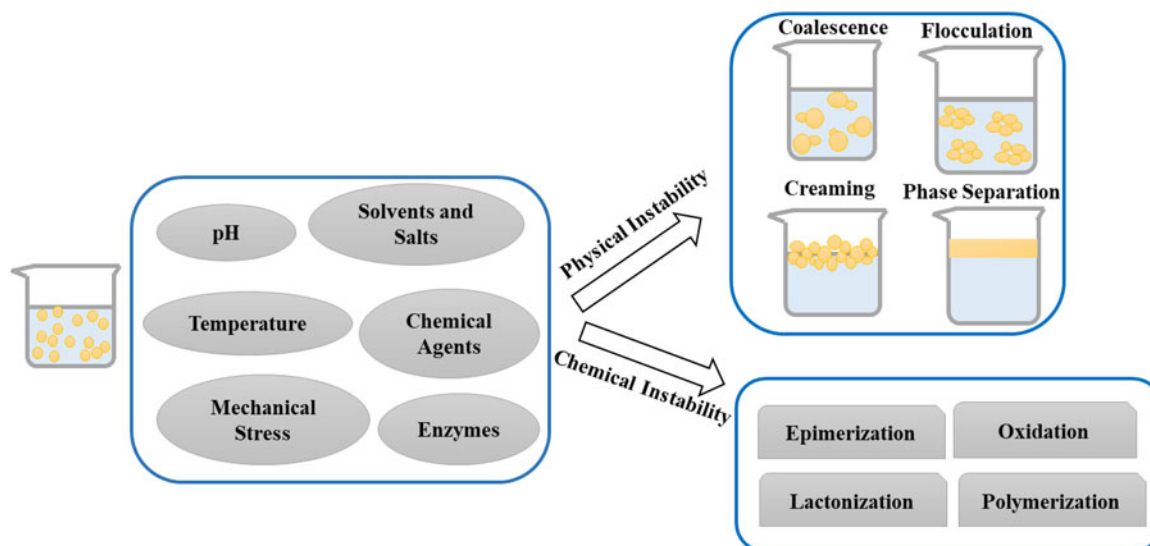 Coalescence
Flocculation
Creaming
Phase Separation
pH
Solvents and
Salts
Temperature
Chemical
Agents
Mechanical
Stress
Enzymes
Physical Instability
Chemical Instability
Epimerization
Oxidation
Lactonization
Polymerization